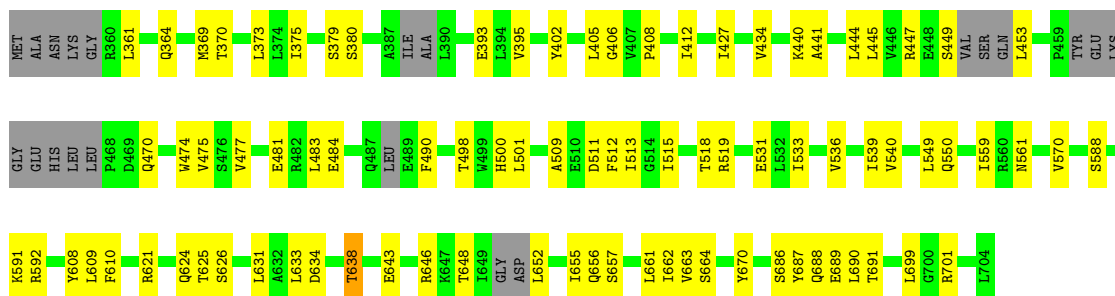 MET ALA ASN LYS GLY R360 L361 Q364 M369 T370 L373 L374 I375 S379 S380 A387 ILE ALA L390 E393 L394 V395 Y402 L405 G406 V407 P408 I412 I427 V434 K440 A441 L444 L445 V446 R447 E448 S449 VAL SER GLN L453 P459 TYR GLU LYS
GLY GLU HIS LEU LEU P468 D469 Q470 W474 V475 S476 V477 E481 R482 L483 E484 Q487 LEU E489 F490 T498 W499 H500 L501 A509 E510 D511 F512 I513 G514 I515 T518 R519 E531 L532 I533 V536 I539 V540 L549 Q550 I559 R560 N561 V570 S588
K591 R592 Y608 L609 F610 R621 Q624 T625 S626 L631 A632 L633 D634 T638 E643 R646 K647 T648 I649 GLY ASP L652 I655 Q656 S657 L661 I662 V663 S664 Y670 S686 Y687 Q688 E689 L690 T691 L699 G700 R701 L704